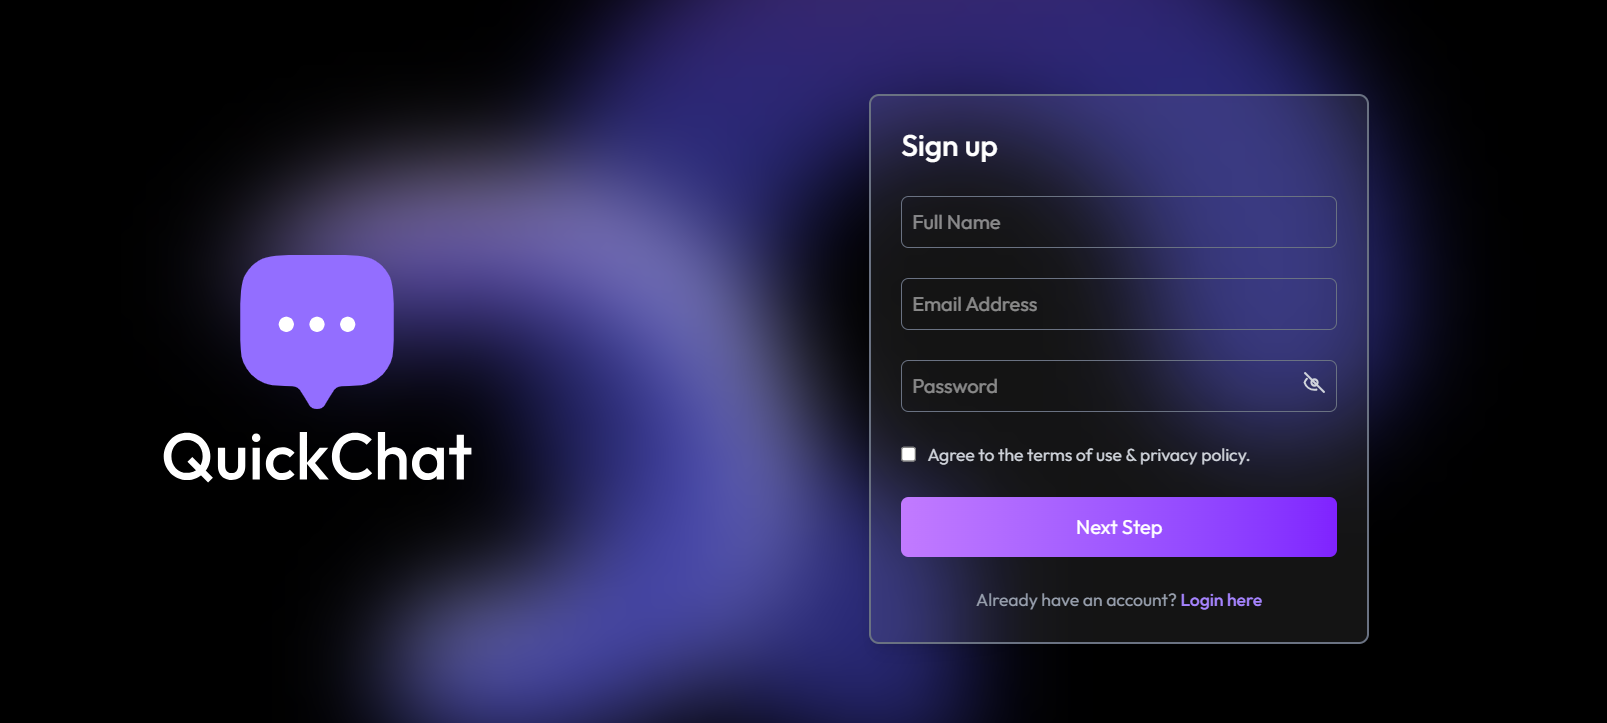 QuickChat
Sign up
Full Name
Email Address
Password
Agree to the terms of use & privacy policy.
Next Step
Already have an account? Login here